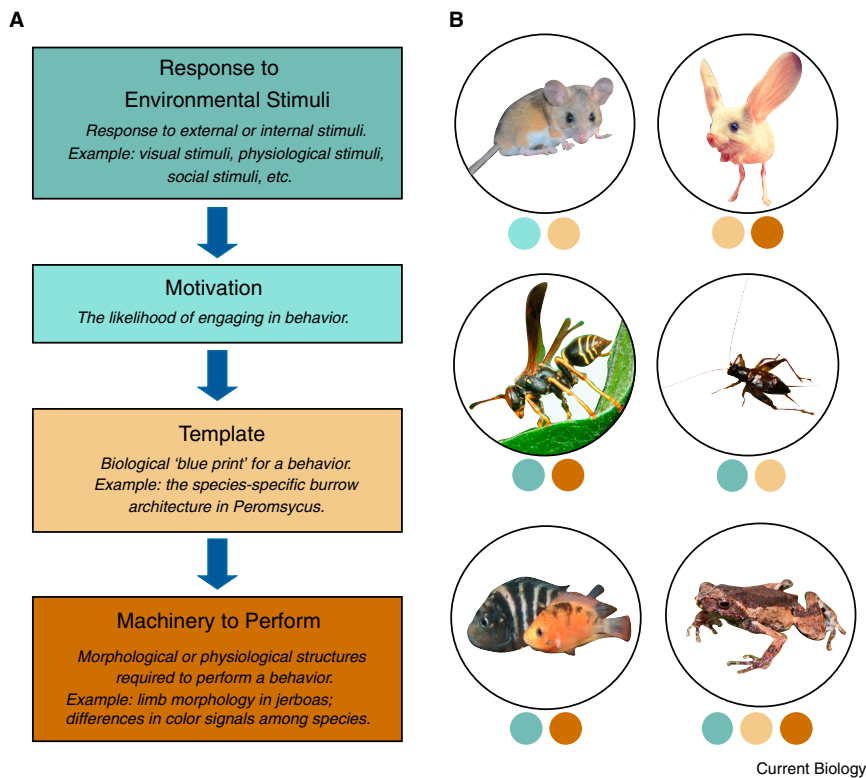 A
Response to
Environmental Stimuli
Response to external or internal stimuli.
Example: visual stimuli, physiological stimuli,
social stimuli, etc.
Motivation
The likelihood of engaging in behavior.
Template
Biological ‘blue print’ for a behavior.
Example: the species-specific burrow
architecture in Peromsycus.
Machinery to Perform
Morphological or physiological structures
required to perform a behavior.
Example: limb morphology in jerboas;
differences in color signals among species.
B
Current Biology